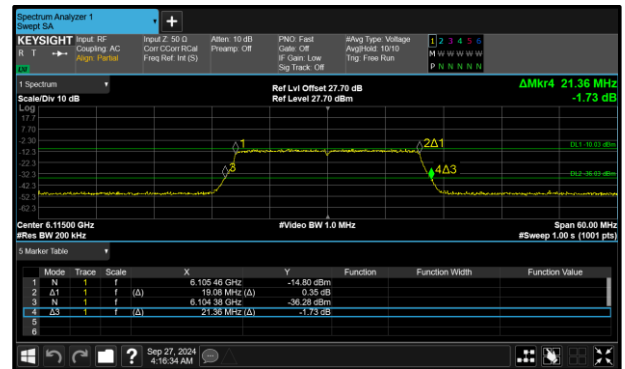 Spectrum Analyzer 1
Swept SA
+
KEYSIGHT Input: RF Input Z: 50 Ω Atten: 10 dB PNO: Fast #Avg Type: Voltage 1 2 3 4 5 6
R T Coupling: AC Corr CCorr RCal Preamp: Off Gate: Off Avg|Hold: 10/10 M W W W W W
Align: Partial Freq Ref: Int (S) IF Gain: Low Trig: Free Run P N N N N N
Sig Track: Off
1 Spectrum Ref Lvl Offset 27.70 dB ΔMkr4 21.36 MHz
Scale/Div 10 dB Ref Level 27.70 dBm -1.73 dB
Log
17.7
7.70
-2.30
1 2Δ1 DL1 -10.03 dBm
-12.3
-22.3
3 4Δ3
-32.3
DL2 -36.03 dBm
-42.3
-52.3
-62.3
Center 6.11500 GHz #Video BW 1.0 MHz Span 60.00 MHz
#Res BW 200 kHz #Sweep 1.00 s (1001 pts)
5 Marker Table
Mode Trace Scale X Y Function Function Width Function Value
1 N 1 f 6.105 46 GHz -14.80 dBm
2 Δ1 1 f (Δ) 19.08 MHz (Δ) 0.35 dB
3 N 1 f 6.104 38 GHz -36.28 dBm
4 Δ3 1 f (Δ) 21.36 MHz (Δ) -1.73 dB
5
6
? Sep 27, 2024
4:16:34 AM